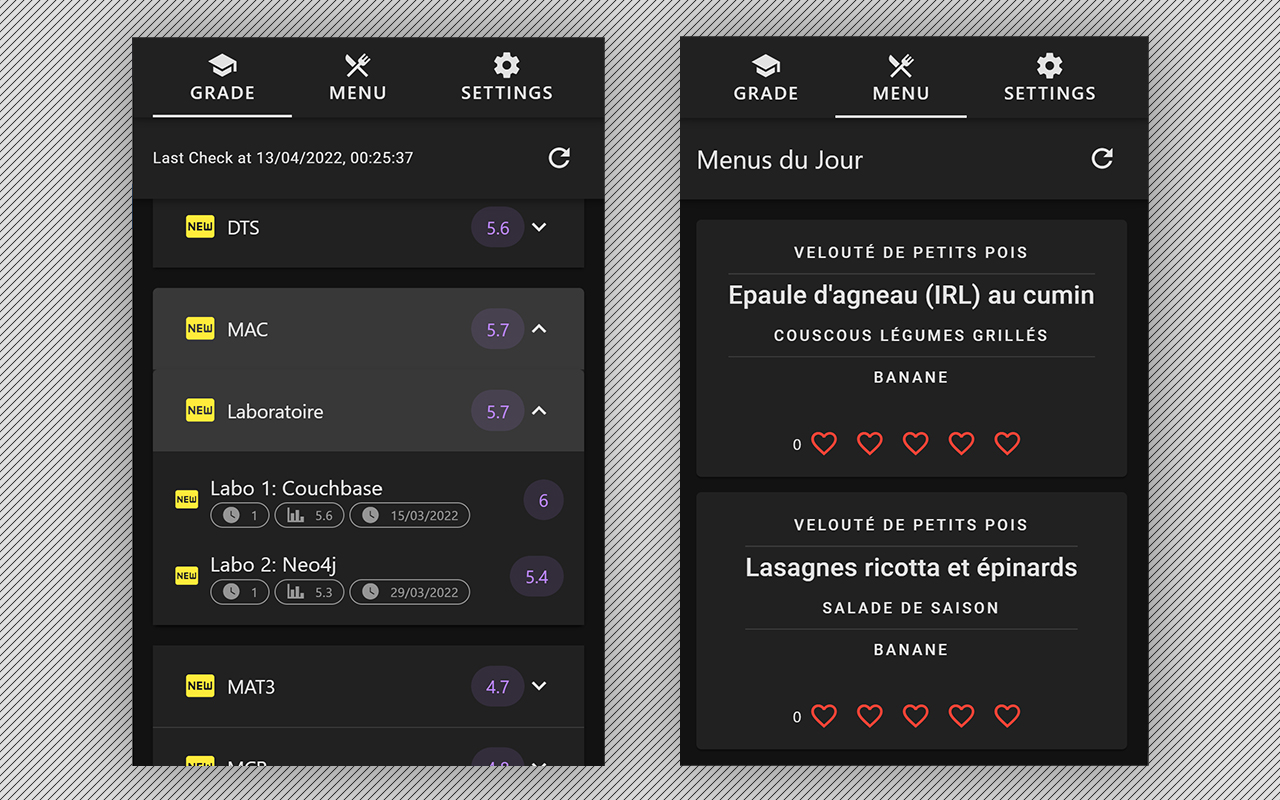 GRADE MENU SETTINGS
Last Check at 13/04/2022, 00:25:37
NEW DTS 5.6
NEW MAC 5.7
NEW Laboratoire 5.7
Labo 1: Couchbase
NEW 6
1 5.6 15/03/2022
Labo 2: Neo4j
NEW 5.4
1 5.3 29/03/2022
NEW MAT3 4.7
NEW
GRADE MENU SETTINGS
Menus du Jour
VELOUTÉ DE PETITS POIS
Epaule d'agneau (IRL) au cumin
COUSCOUS LÉGUMES GRILLÉS
BANANE
0
VELOUTÉ DE PETITS POIS
Lasagnes ricotta et épinards
SALADE DE SAISON
BANANE
0